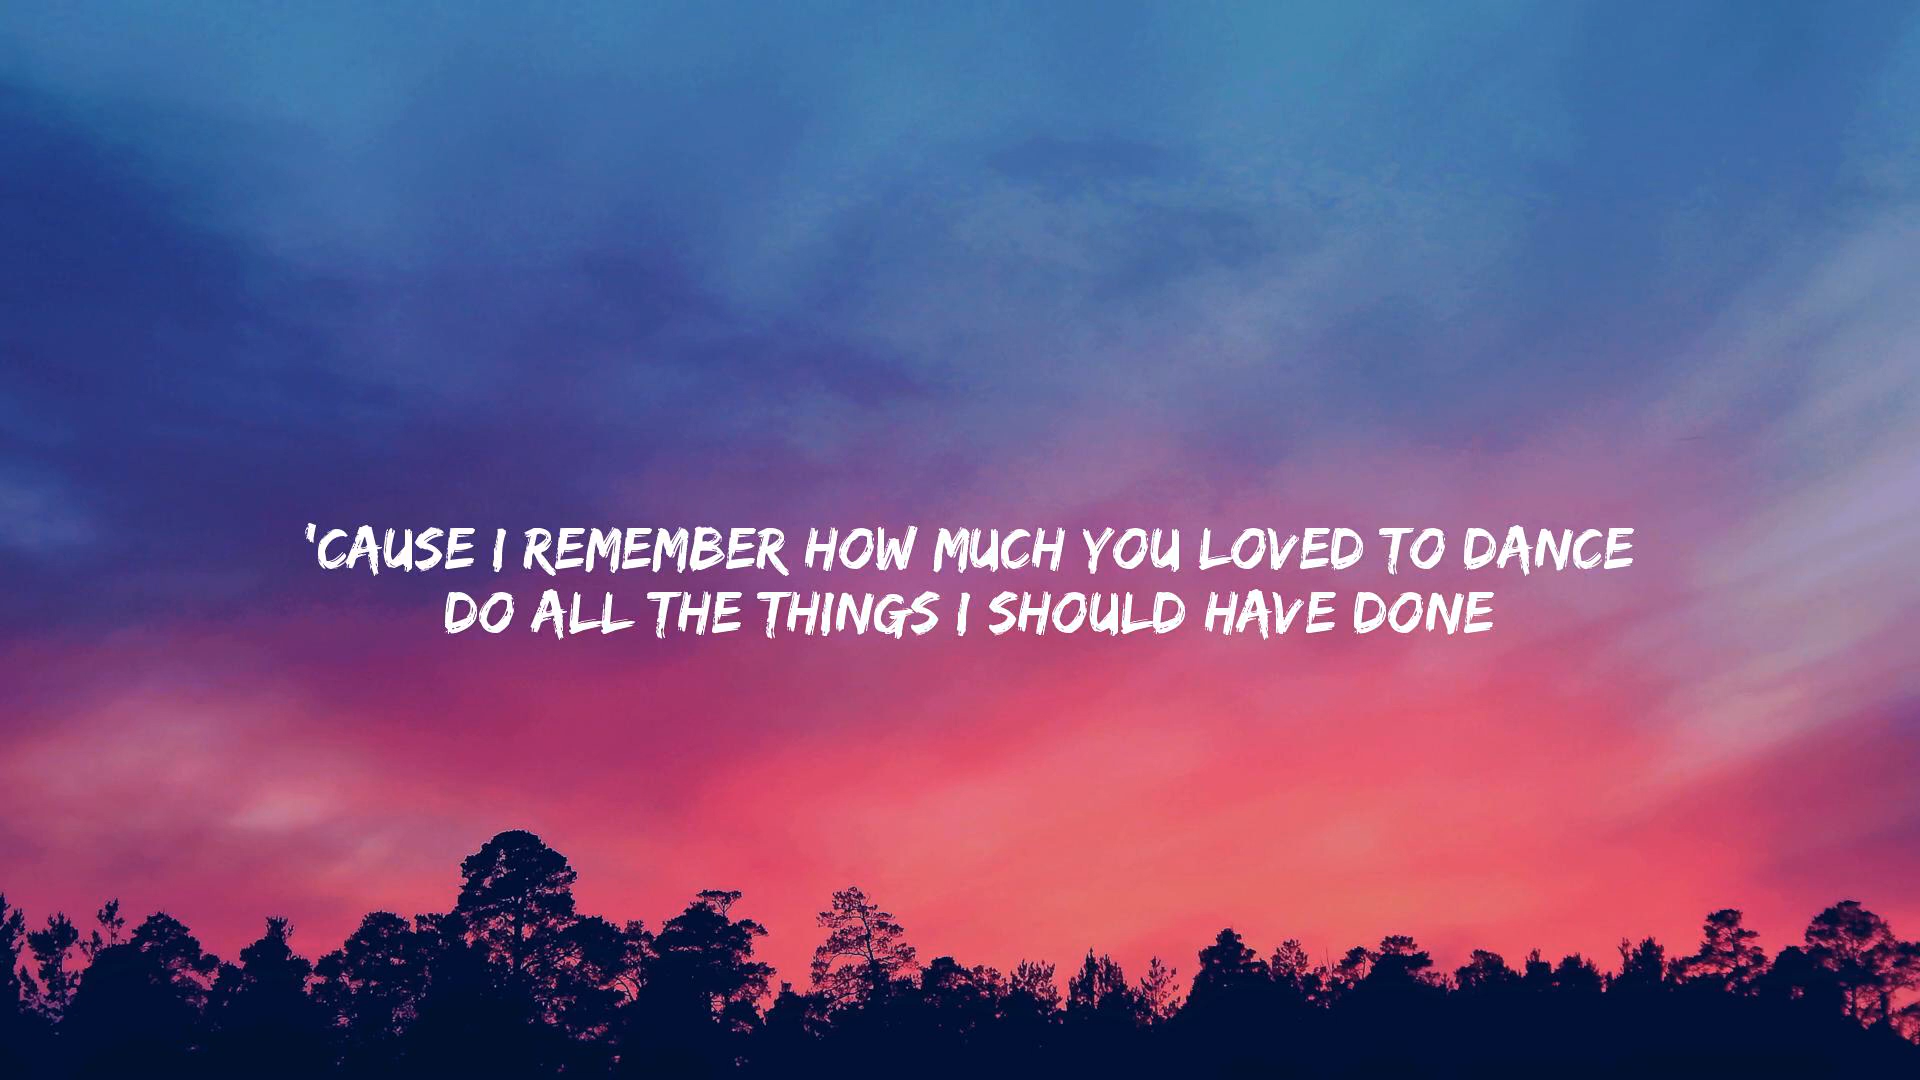 'CAUSE I REMEMBER HOW MUCH YOU LOVED TO DANCE
DO ALL THE THINGS I SHOULD HAVE DONE